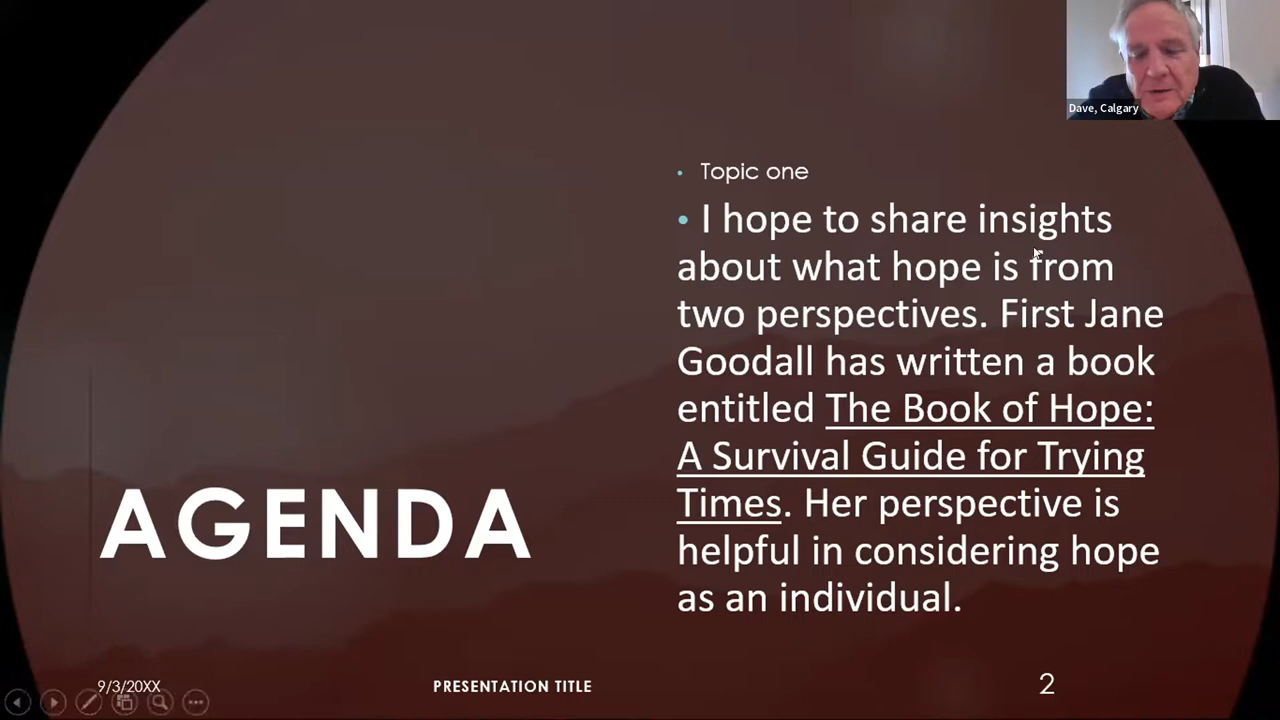 Dave, Calgary
• Topic one
• I hope to share insights
about what hope is from
two perspectives. First Jane
Goodall has written a book
entitled The Book of Hope:
A Survival Guide for Trying
Times. Her perspective is
helpful in considering hope
as an individual.
AGENDA
9/3/20XX
PRESENTATION TITLE
2